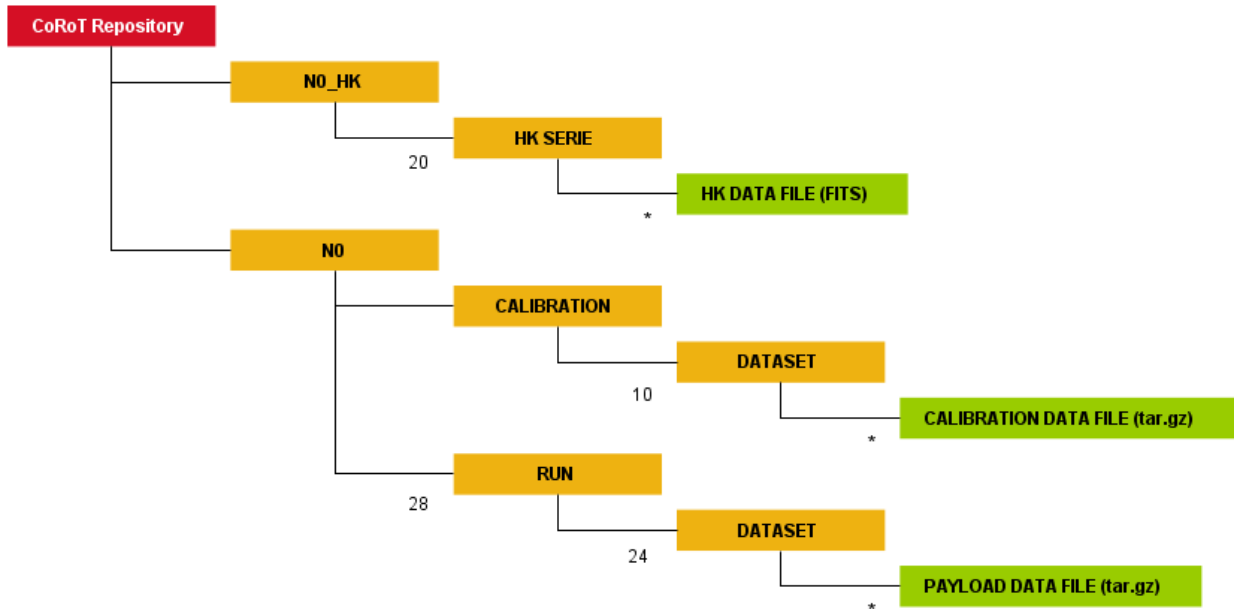 CoRoT Repository
N0_HK
HK SERIE
20
HK DATA FILE (FITS)
*
N0
CALIBRATION
DATASET
10
CALIBRATION DATA FILE (tar.gz)
*
RUN
28
DATASET
24
PAYLOAD DATA FILE (tar.gz)
*